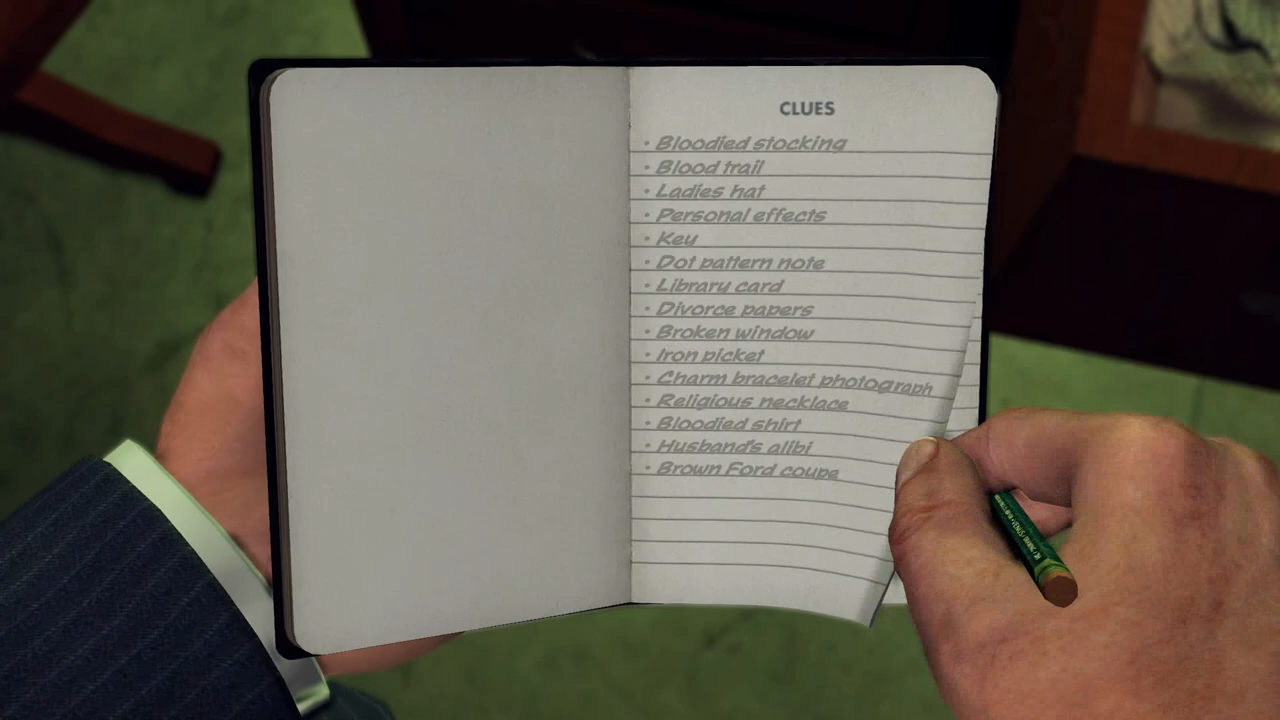 CLUES
• Bloodied stocking
• Blood trail
• Ladies hat
• Personal effects
• Key
• Dot pattern note
• Library card
• Divorce papers
• Broken window
• Iron picket
• Charm bracelet photograph
• Religious necklace
• Bloodied shirt
• Husband's alibi
• Brown Ford coupe